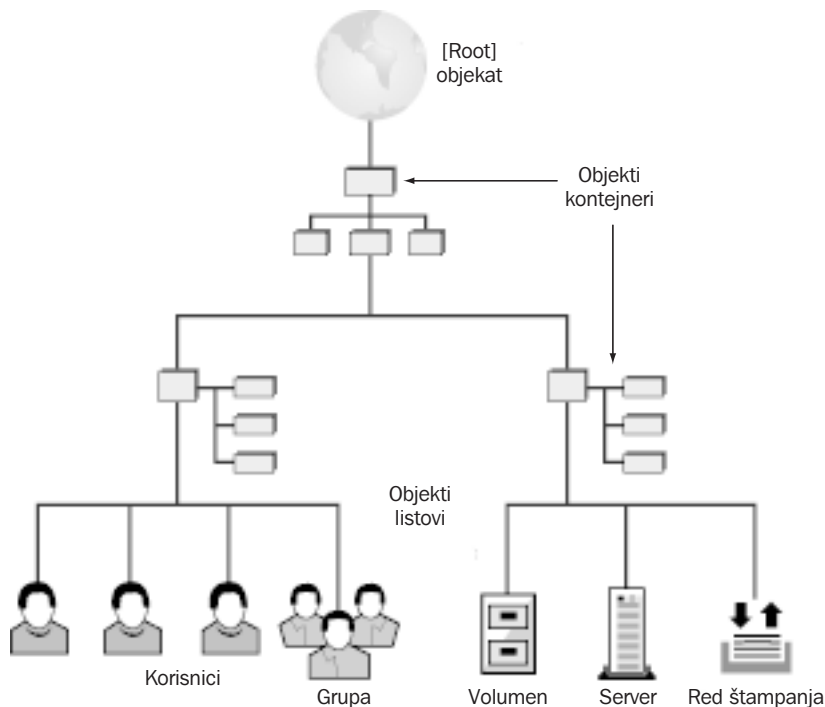 [Root]
objekat
Objekti
kontejneri
Objekti
listovi
Korisnici
Grupa
Volumen
Server
Red štampanja